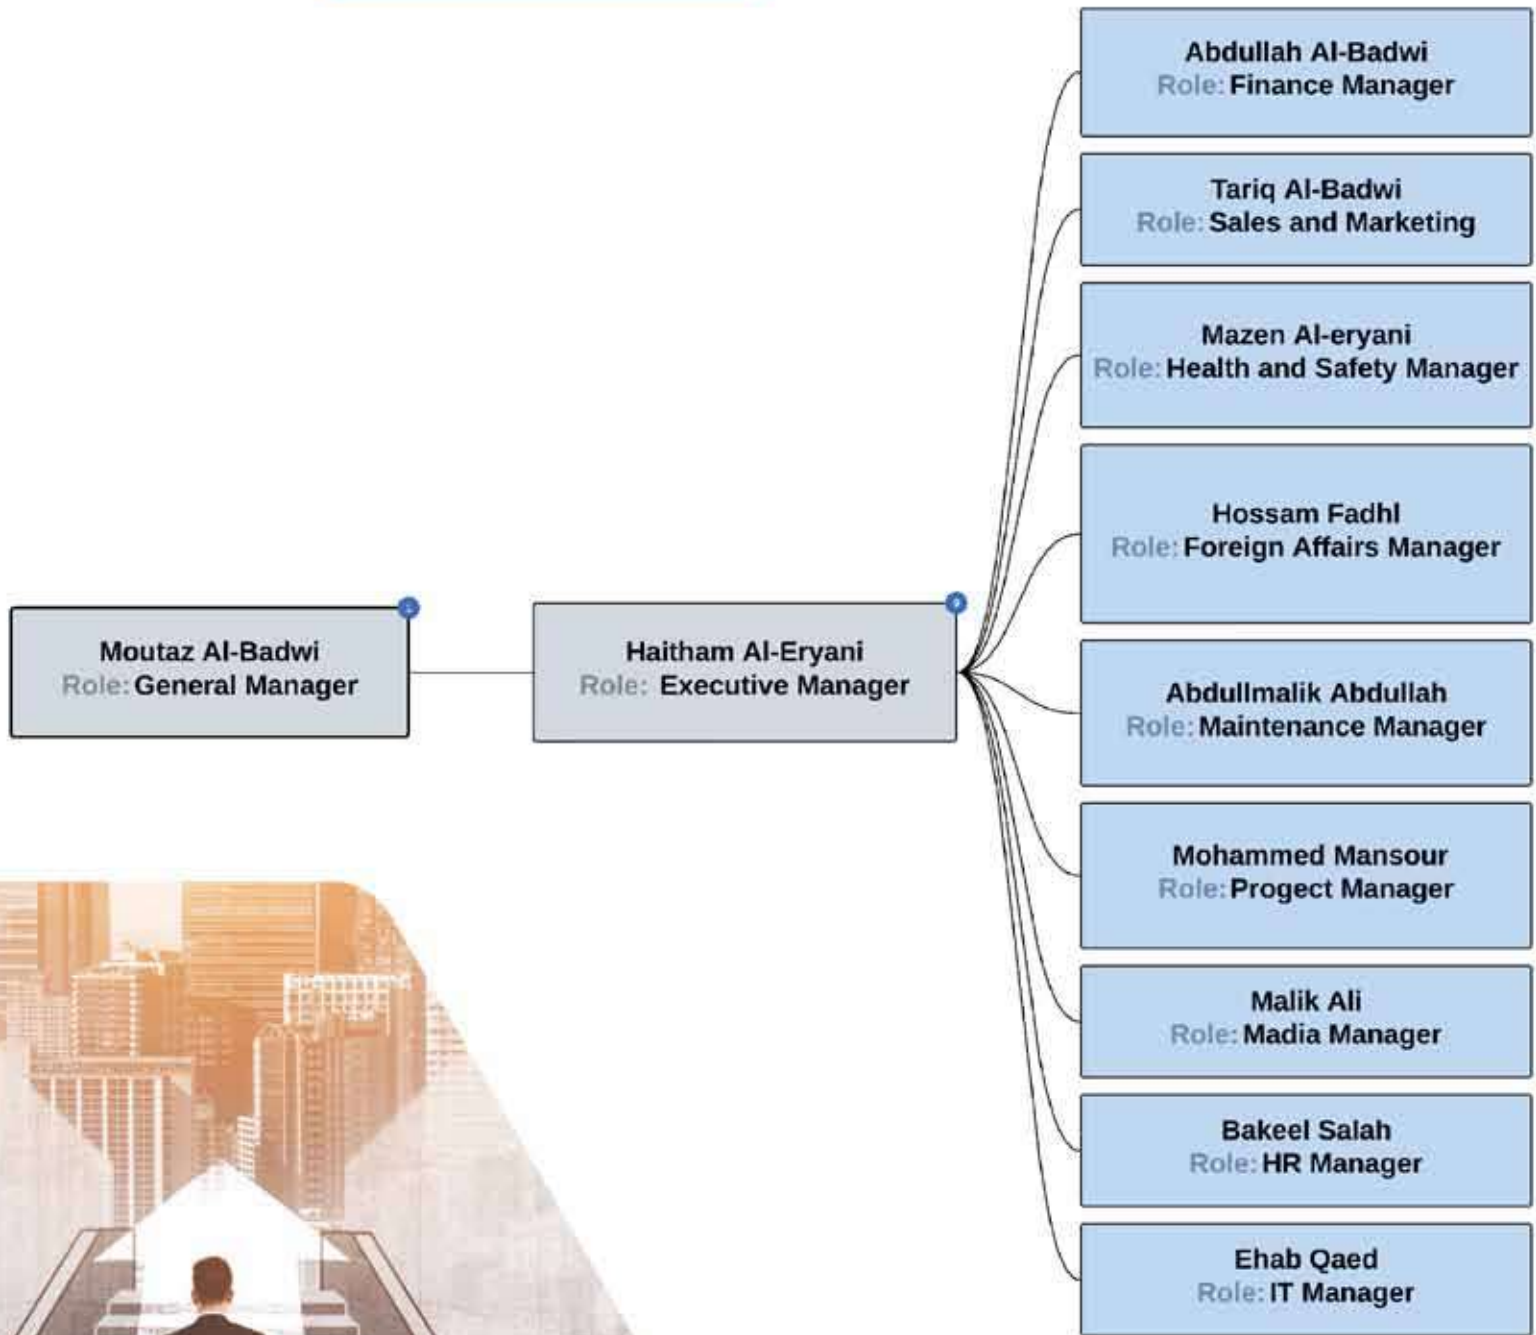 Abdullah Al-Badwi
Role: Finance Manager
Tariq Al-Badwi
Role: Sales and Marketing
Mazen Al-eryani
Role: Health and Safety Manager
Hossam Fadhl
Role: Foreign Affairs Manager
Moutaz Al-Badwi
Role: General Manager
Haitham Al-Eryani
Role: Executive Manager
Abdullmalik Abdullah
Role: Maintenance Manager
Mohammed Mansour
Role: Progect Manager
Malik Ali
Role: Madia Manager
Bakeel Salah
Role: HR Manager
Ehab Qaed
Role: IT Manager